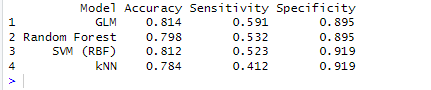 Model Accuracy Sensitivity Specificity
1 GLM 0.814 0.591 0.895
2 Random Forest 0.798 0.532 0.895
3 SVM (RBF) 0.812 0.523 0.919
4 kNN 0.784 0.412 0.919
>